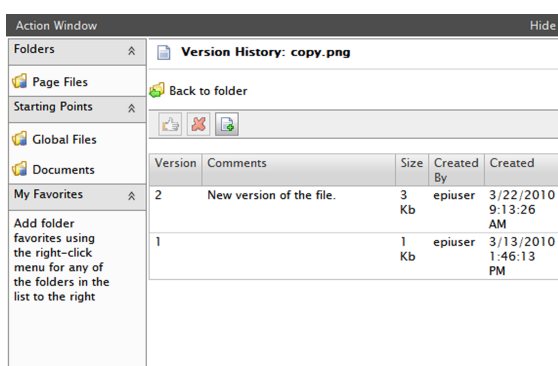 Action Window
Hide
Folders
Page Files
Starting Points
Global Files
Documents
My Favorites
Add folder
favorites using
the right-click
menu for any of
the folders in the
list to the right
Version History: copy.png
Back to folder
Version Comments Size Created By Created
2 New version of the file. 3 Kb epiuser 3/22/2010 9:13:26 AM
1 1 Kb epiuser 3/13/2010 1:46:13 PM